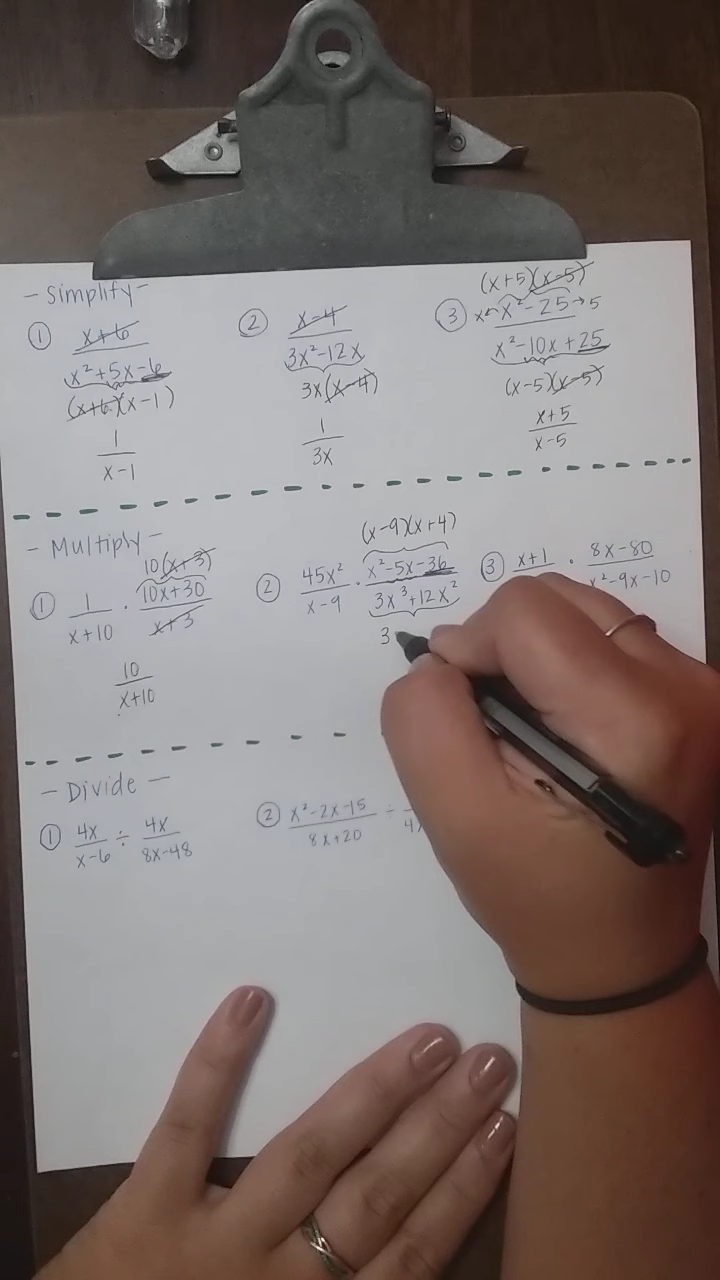 - Simplify -
① x+6 / x²+5x-6
(x+6)(x-1)
1 / x-1
② x-4 / 3x²-12x
3x(x-4)
1 / 3x
(x+5)(x-5)
③ x← x²-25 →5 / x²-10x+25
(x-5)(x-5)
x+5 / x-5
- Multiply -
10(x+3)
① 1 / x+10 · 10x+30 / x+3
10 / x+10
(x-9)(x+4)
② 45x² / x-9 · x²-5x-36 / 3x³+12x²
3
③ x+1 · 8x-80 / x²-9x-10
- Divide -
① 4x / x-6 ÷ 4x / 8x-48
② x²-2x-15 / 8x+20 ÷ 4x